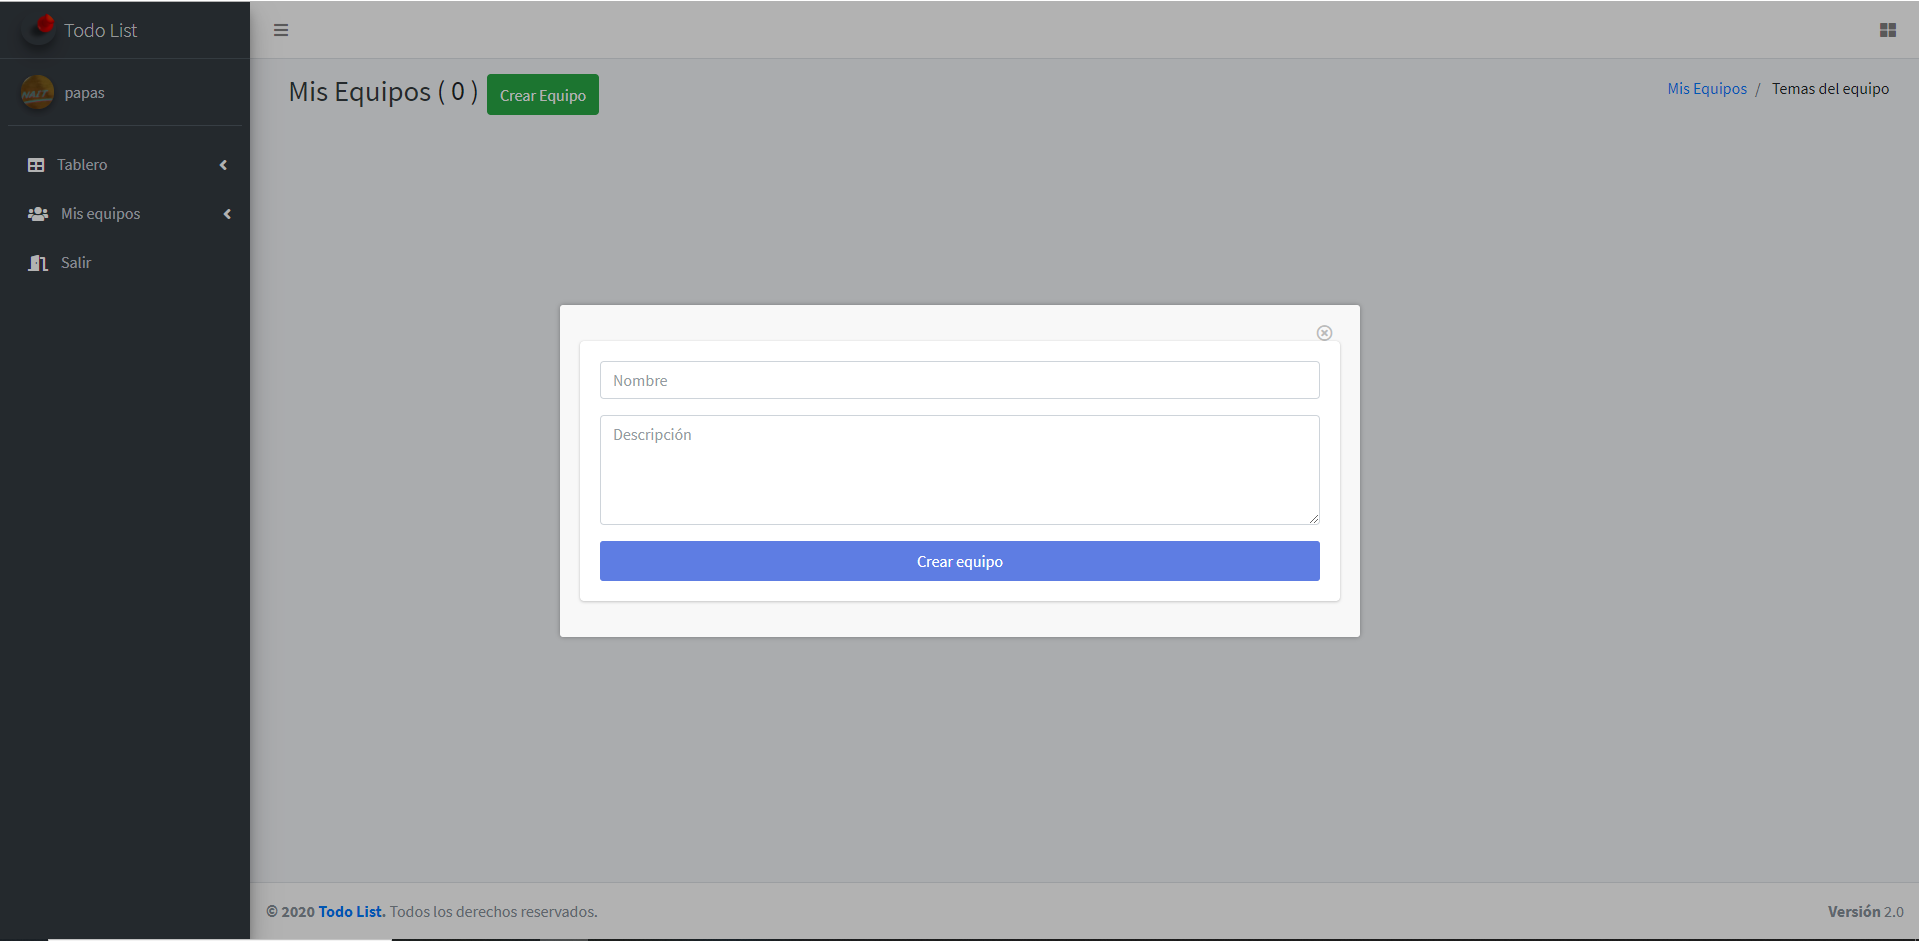 Todo List
papas
Tablero
Mis equipos
Salir
Mis Equipos ( 0 ) Crear Equipo
Mis Equipos / Temas del equipo
Nombre
Descripción
Crear equipo
© 2020 Todo List. Todos los derechos reservados.
Versión 2.0